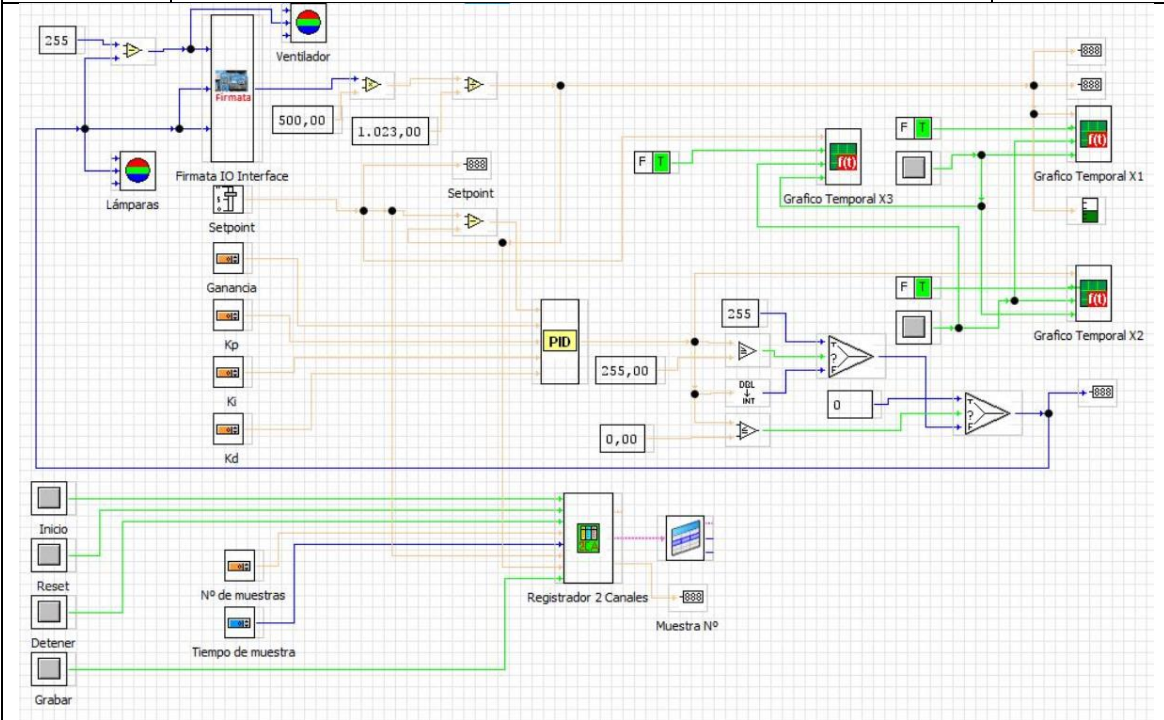 255
Ventilador
Firmata
500,00
1.023,00
F T
F T
f(t)
f(t)
Firmata IO Interface
Grafico Temporal X1
Lámparas
Setpoint
Grafico Temporal X3
Setpoint
Ganancia
F T
f(t)
Grafico Temporal X2
Kp
PID
255
255,00
T
?
F
DBL
INT
Ki
0
T
?
F
0,00
Kd
Inicio
Reset
Nº de muestras
Registrador 2 Canales
Detener
Muestra Nº
Tiempo de muestra
Grabar